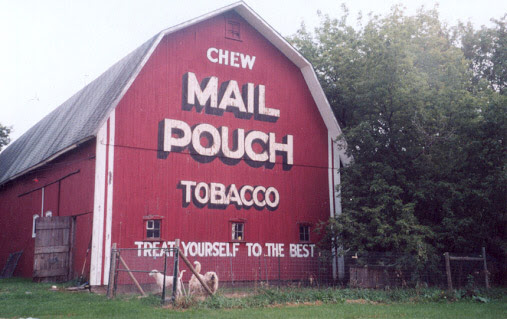 CHEW
MAIL
POUCH
TOBACCO
TREAT YOURSELF TO THE BEST